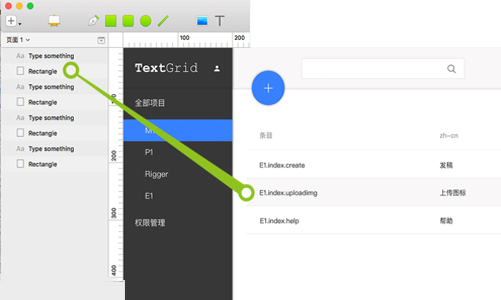 页面 1
100
200
Aa Type something
Rectangle
Aa Type something
Rectangle
Aa Type something
Rectangle
Aa Type something
Rectangle
100
200
300
400
TextGrid
全部项目
P1
Rigger
E1
权限管理
条目 zh-cn
E1.index.create 发稿
E1.index.uploadimg 上传图标
E1.index.help 帮助